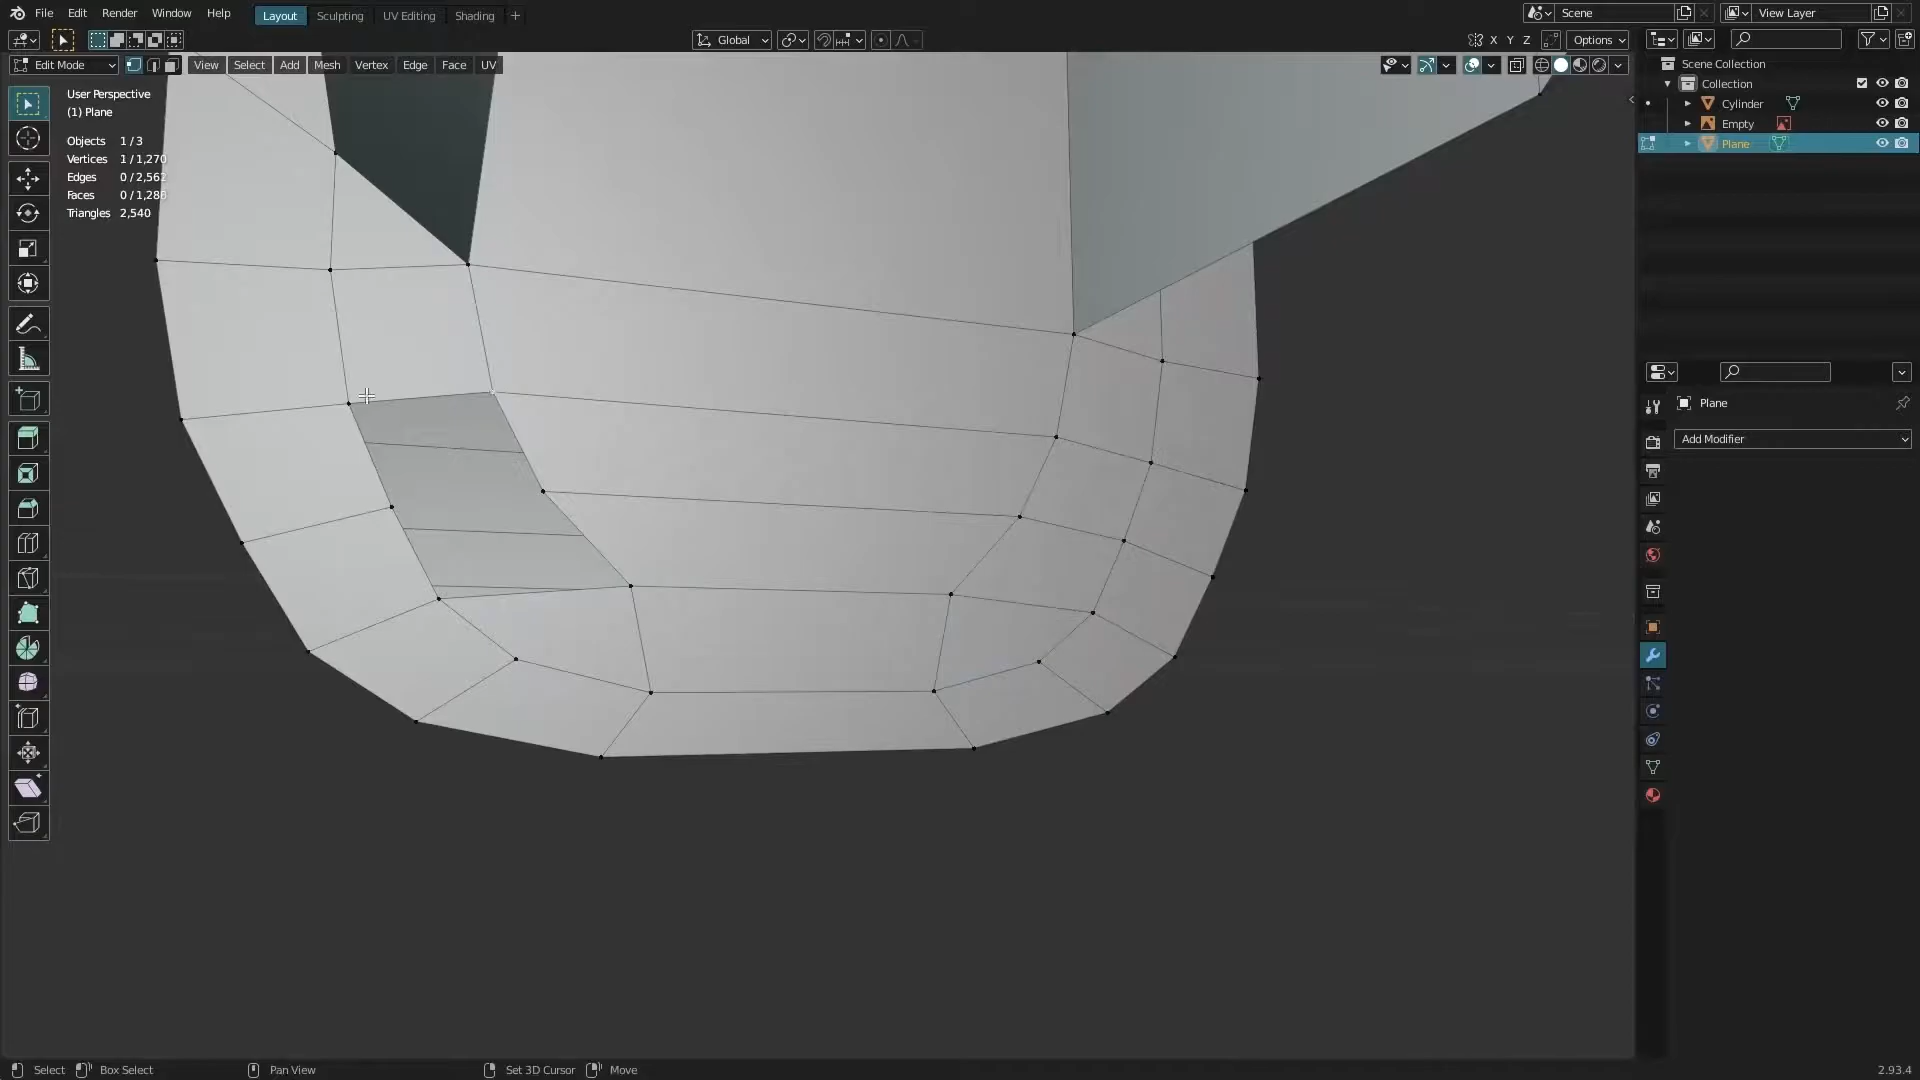 File Edit Render Window Help Layout Sculpting UV Editing Shading + Scene View Layer
Global X Y Z Options
Edit Mode View Select Add Mesh Vertex Edge Face UV
User Perspective
(1) Plane
Objects 1 / 3
Vertices 1 / 1,270
Edges 0 / 2,562
Faces 0 / 1,288
Triangles 2,540
Scene Collection
Collection
Cylinder
Empty
Plane
Plane
Add Modifier
Select Box Select Pan View Set 3D Cursor Move 2.93.4